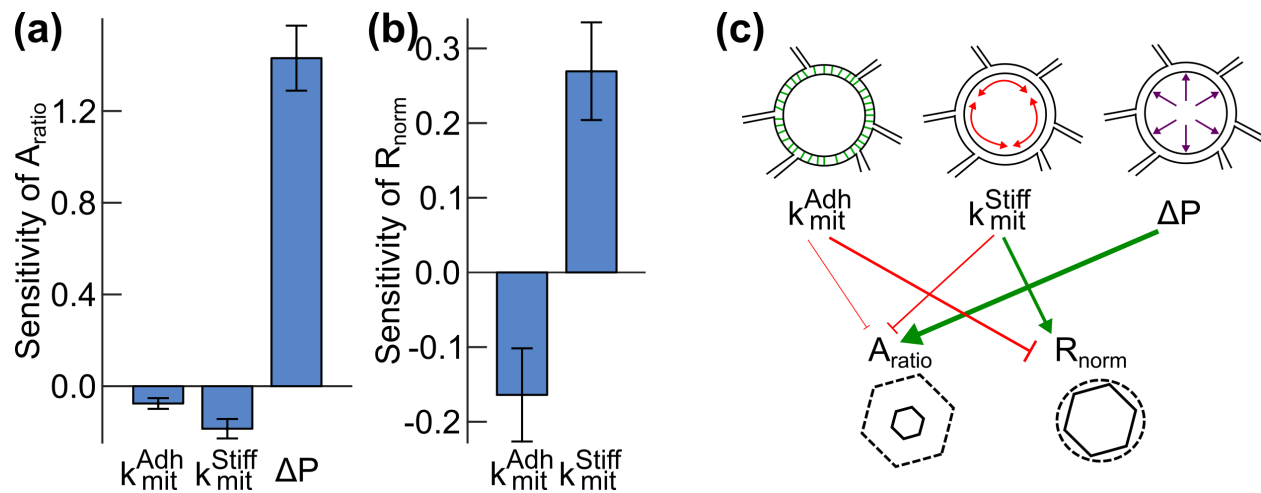 (a)
Sensitivity of A_ratio
1.2
0.8
0.4
0.0
k_mit^Adh
k_mit^Stiff
ΔP
(b)
Sensitivity of R_norm
0.3
0.2
0.1
0.0
-0.1
-0.2
k_mit^Adh
k_mit^Stiff
(c)
k_mit^Adh
k_mit^Stiff
ΔP
A_ratio
R_norm